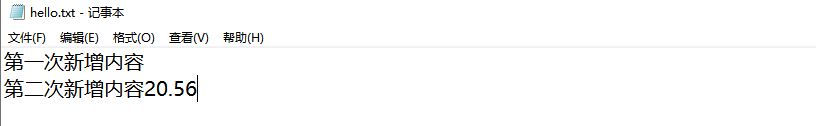 hello.txt - 记事本
文件(F) 编辑(E) 格式(O) 查看(V) 帮助(H)
第一次新增内容
第二次新增内容20.56